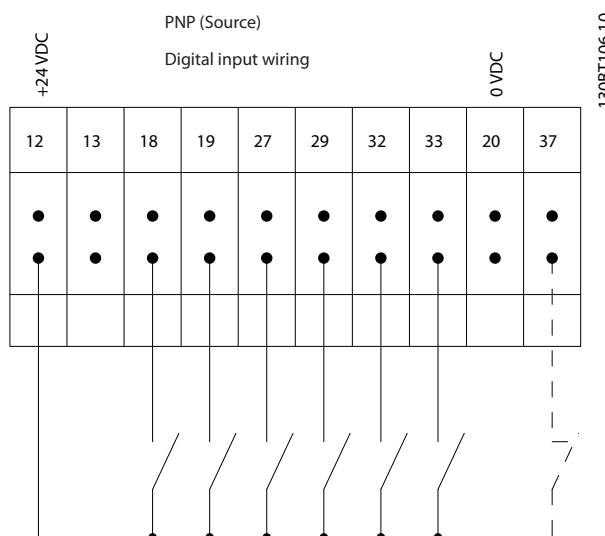 PNP (Source)
Digital input wiring
+24 VDC
0 VDC
130BT106.10
12 13 18 19 27 29 32 33 20 37